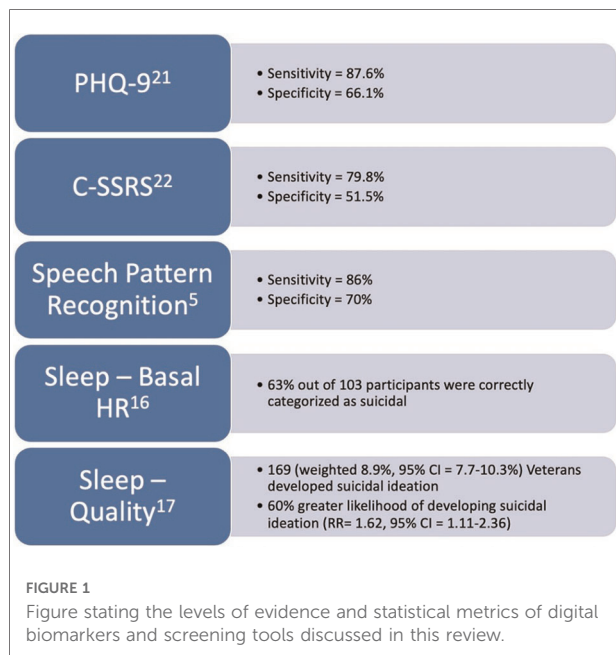 PHQ-9²¹
• Sensitivity = 87.6%
• Specificity = 66.1%
C-SSRS²²
• Sensitivity = 79.8%
• Specificity = 51.5%
Speech Pattern
Recognition⁵
• Sensitivity = 86%
• Specificity = 70%
Sleep – Basal
HR¹⁶
• 63% out of 103 participants were correctly
categorized as suicidal
Sleep –
Quality¹⁷
• 169 (weighted 8.9%, 95% CI = 7.7-10.3%) Veterans
developed suicidal ideation
• 60% greater likelihood of developing suicidal
ideation (RR= 1.62, 95% CI = 1.11-2.36)
FIGURE 1
Figure stating the levels of evidence and statistical metrics of digital
biomarkers and screening tools discussed in this review.